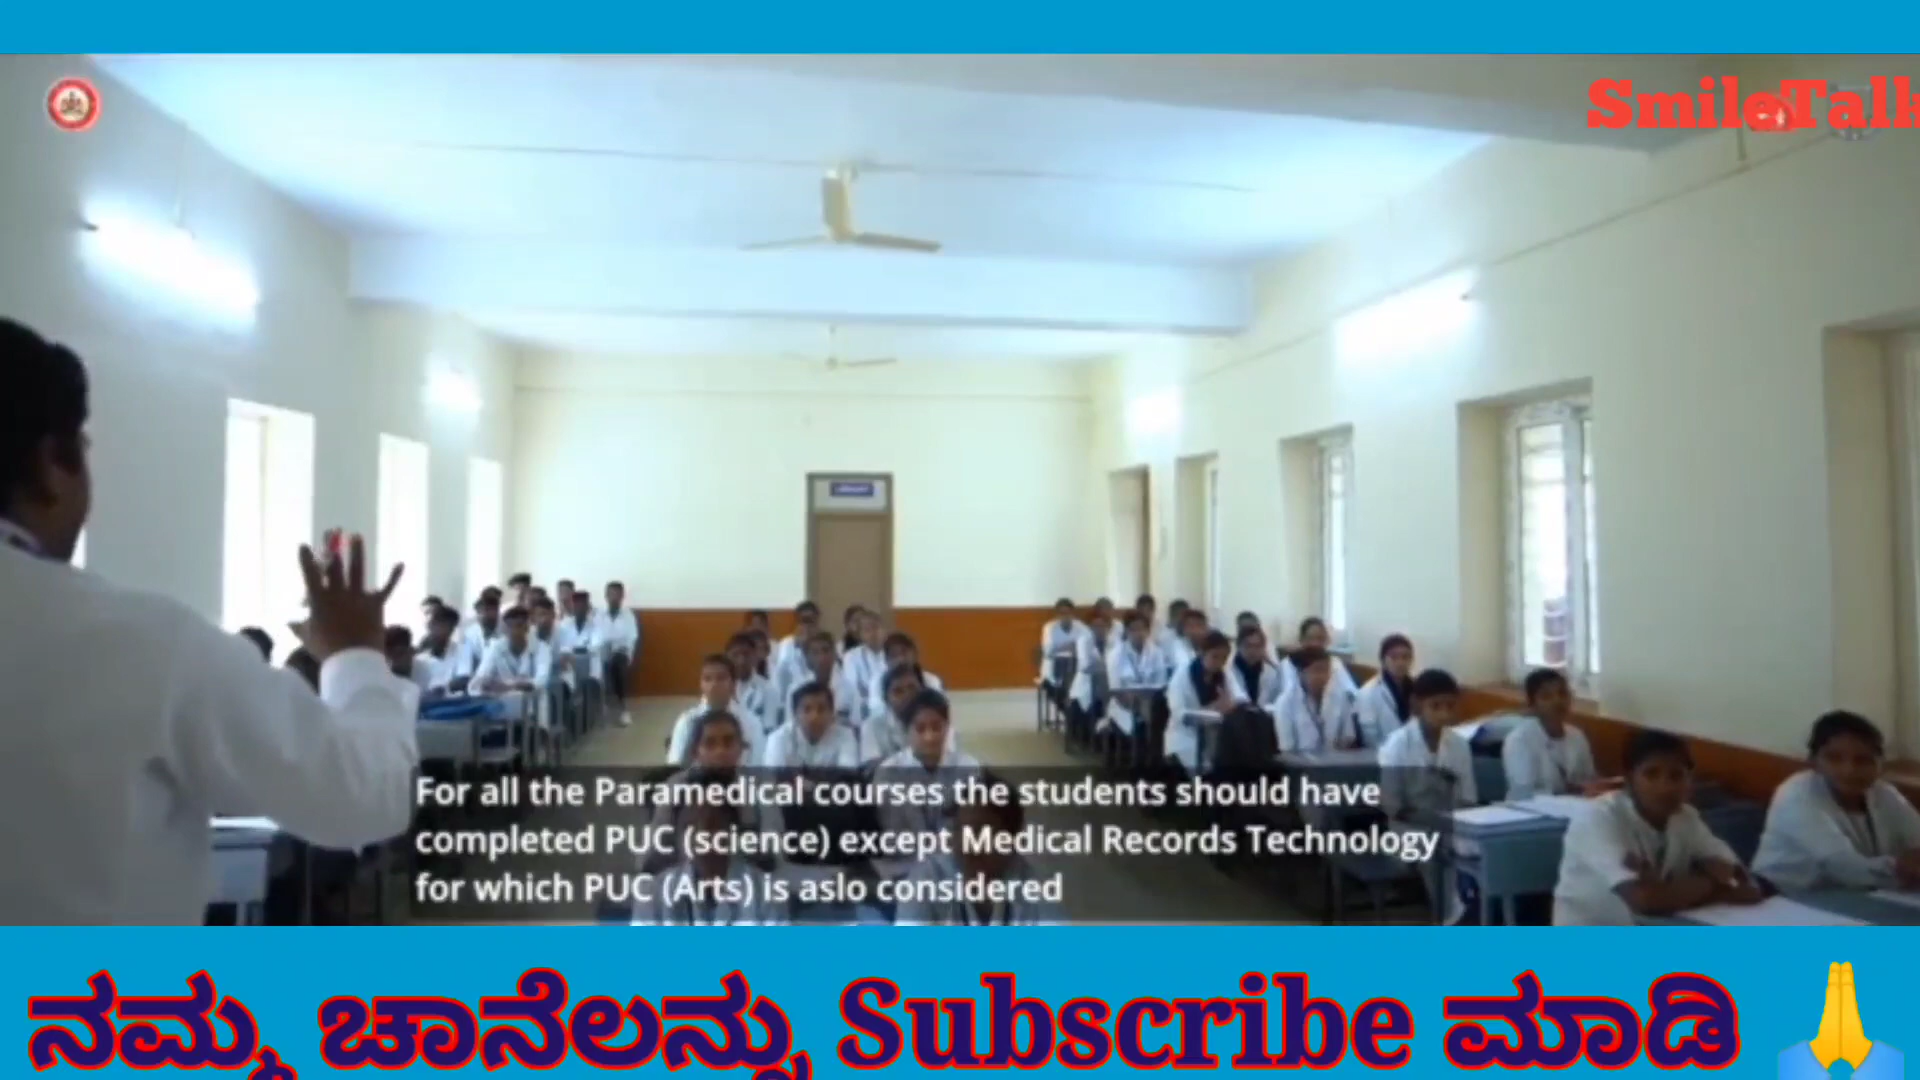 SmileTalk
For all the Paramedical courses the students should have
completed PUC (science) except Medical Records Technology
for which PUC (Arts) is aslo considered
ನಮ್ಮ ಚಾನೆಲನ್ನು Subscribe ಮಾಡಿ 🙏